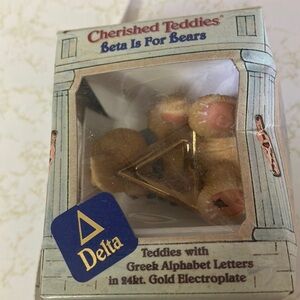 Cherished Teddies®
Beta Is For Bears
Δ
Delta
Teddies with
Greek Alphabet Letters
in 24kt. Gold Electroplate